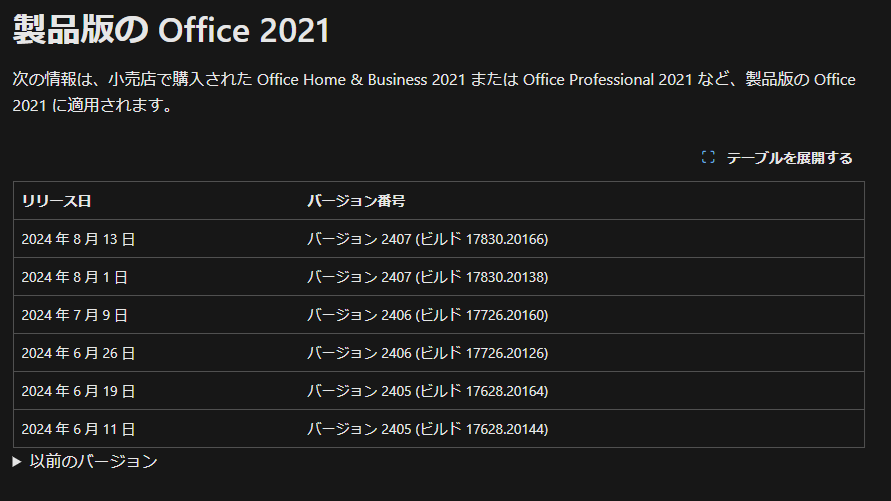 製品版の Office 2021
次の情報は、小売店で購入された Office Home & Business 2021 または Office Professional 2021 など、製品版の Office
2021 に適用されます。
テーブルを展開する
リリース日 バージョン番号
2024 年 8 月 13 日 バージョン 2407 (ビルド 17830.20166)
2024 年 8 月 1 日 バージョン 2407 (ビルド 17830.20138)
2024 年 7 月 9 日 バージョン 2406 (ビルド 17726.20160)
2024 年 6 月 26 日 バージョン 2406 (ビルド 17726.20126)
2024 年 6 月 19 日 バージョン 2405 (ビルド 17628.20164)
2024 年 6 月 11 日 バージョン 2405 (ビルド 17628.20144)
以前のバージョン